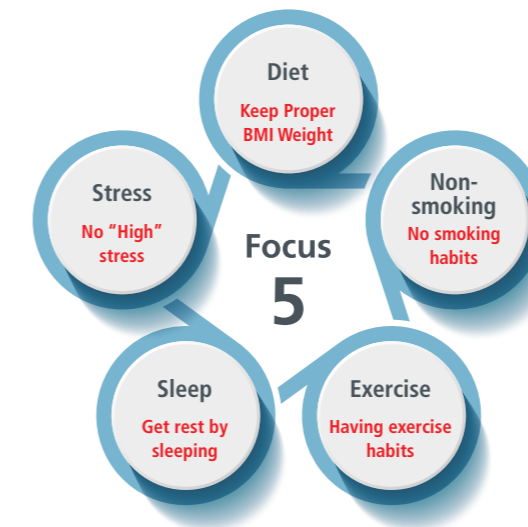 Diet
Keep Proper
BMI Weight
Non-
smoking
No smoking
habits
Stress
No “High”
stress
Focus
5
Sleep
Get rest by
sleeping
Exercise
Having exercise
habits